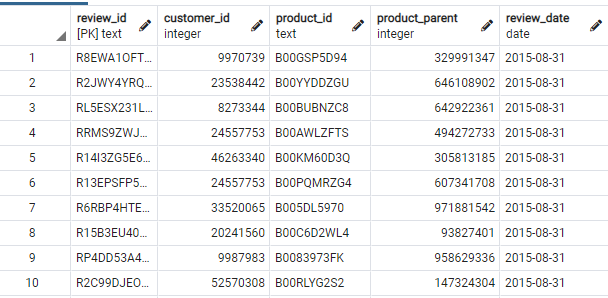 review_id customer_id product_id product_parent review_date
[PK] text integer text integer date
1 R8EWA1OFT... 9970739 B00GSP5D94 329991347 2015-08-31
2 R2JWY4YRQ... 23538442 B00YYDDZGU 646108902 2015-08-31
3 RL5ESX231L... 8273344 B00BUBNZC8 642922361 2015-08-31
4 RRMS9ZWJ... 24557753 B00AWLZFTS 494272733 2015-08-31
5 R14I3ZG5E6... 46263340 B00KM60D3Q 305813185 2015-08-31
6 R13EPSFP5... 24557753 B00PQMRZG4 607341708 2015-08-31
7 R6RBP4HTE... 33520065 B005DL5970 971881542 2015-08-31
8 R15B3EU40... 20241560 B00C6D2WL4 93827401 2015-08-31
9 RP4DD53A4... 9987983 B0083973FK 958629336 2015-08-31
10 R2C99DJEO... 52570308 B00RLYG2S2 147324304 2015-08-31